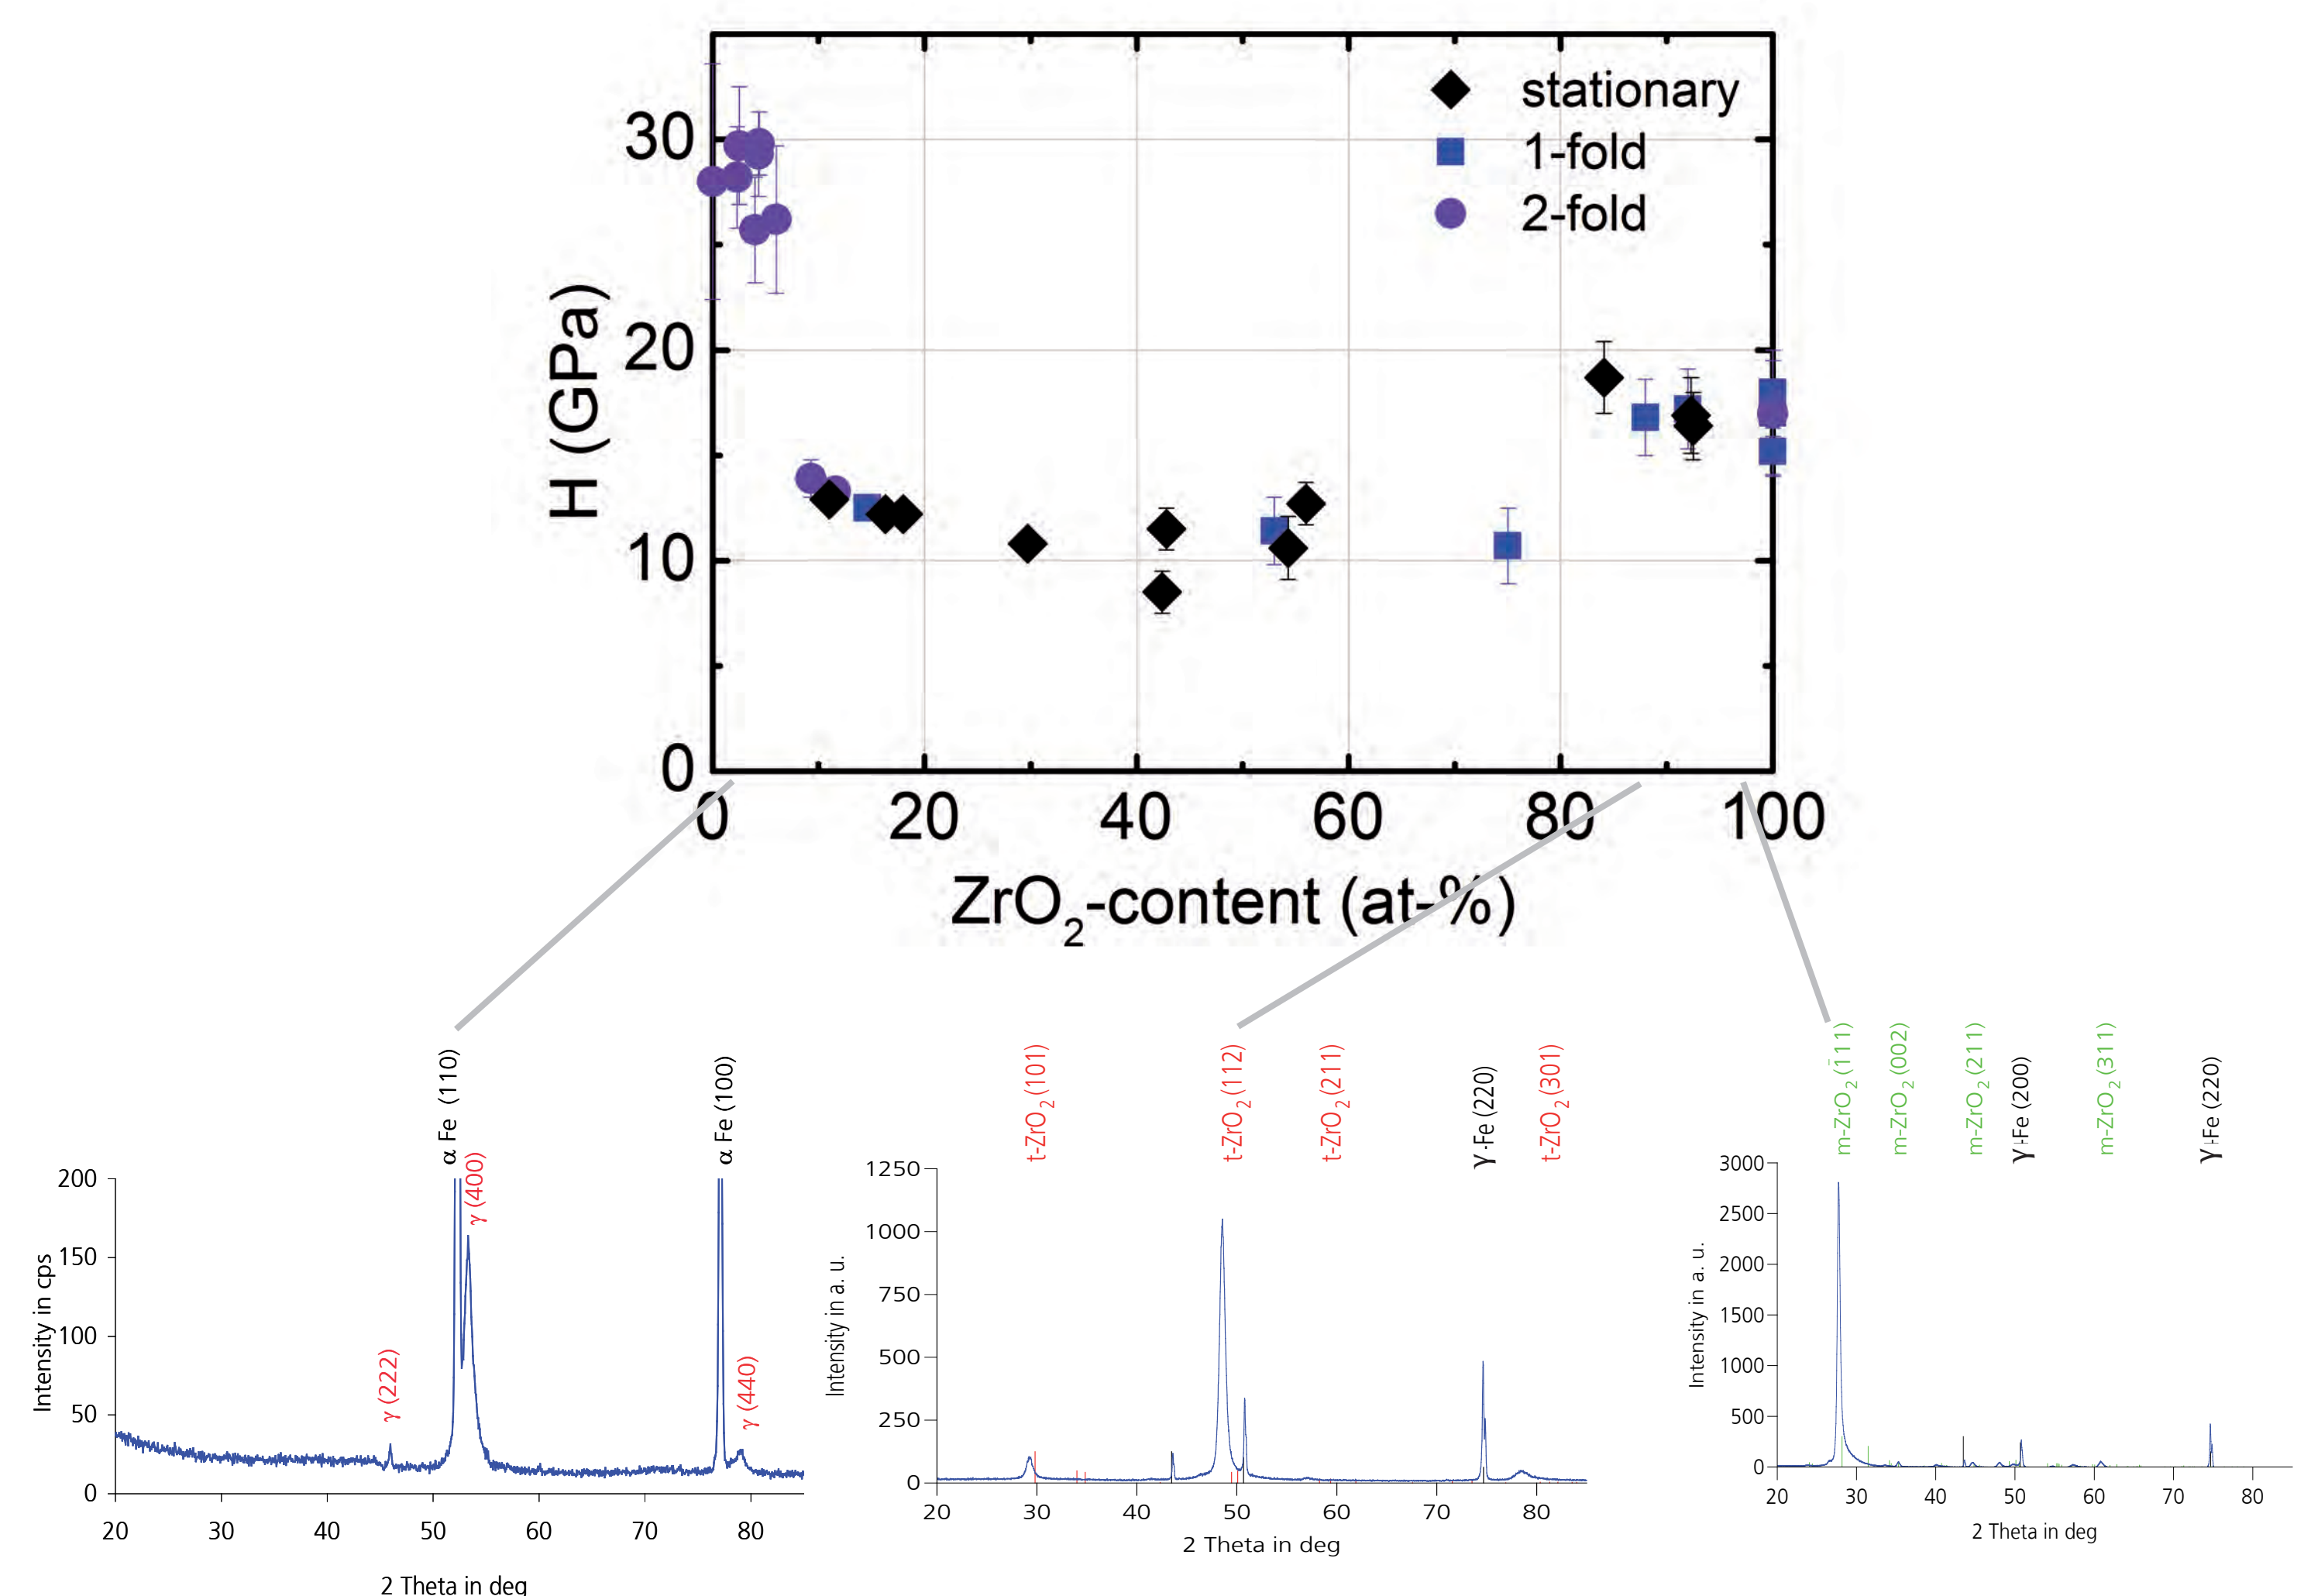 stationary
1-fold
2-fold
H (GPa)
30
20
10
0
0 20 40 60 80 100
ZrO2-content (at-%)
α Fe (110)
γ (400)
α Fe (100)
γ (222)
γ (440)
Intensity in cps
200
150
100
50
0
20 30 40 50 60 70 80
2 Theta in deg
t-ZrO2 (101)
t-ZrO2 (112)
t-ZrO2 (211)
γ-Fe (220)
t-ZrO2 (301)
Intensity in a. u.
1250
1000
750
500
250
0
20 30 40 50 60 70 80
2 Theta in deg
m-ZrO2 (1̄11)
m-ZrO2 (002)
m-ZrO2 (211)
γ-Fe (200)
m-ZrO2 (311)
γ-Fe (220)
Intensity in a. u.
3000
2500
2000
1500
1000
500
0
20 30 40 50 60 70 80
2 Theta in deg